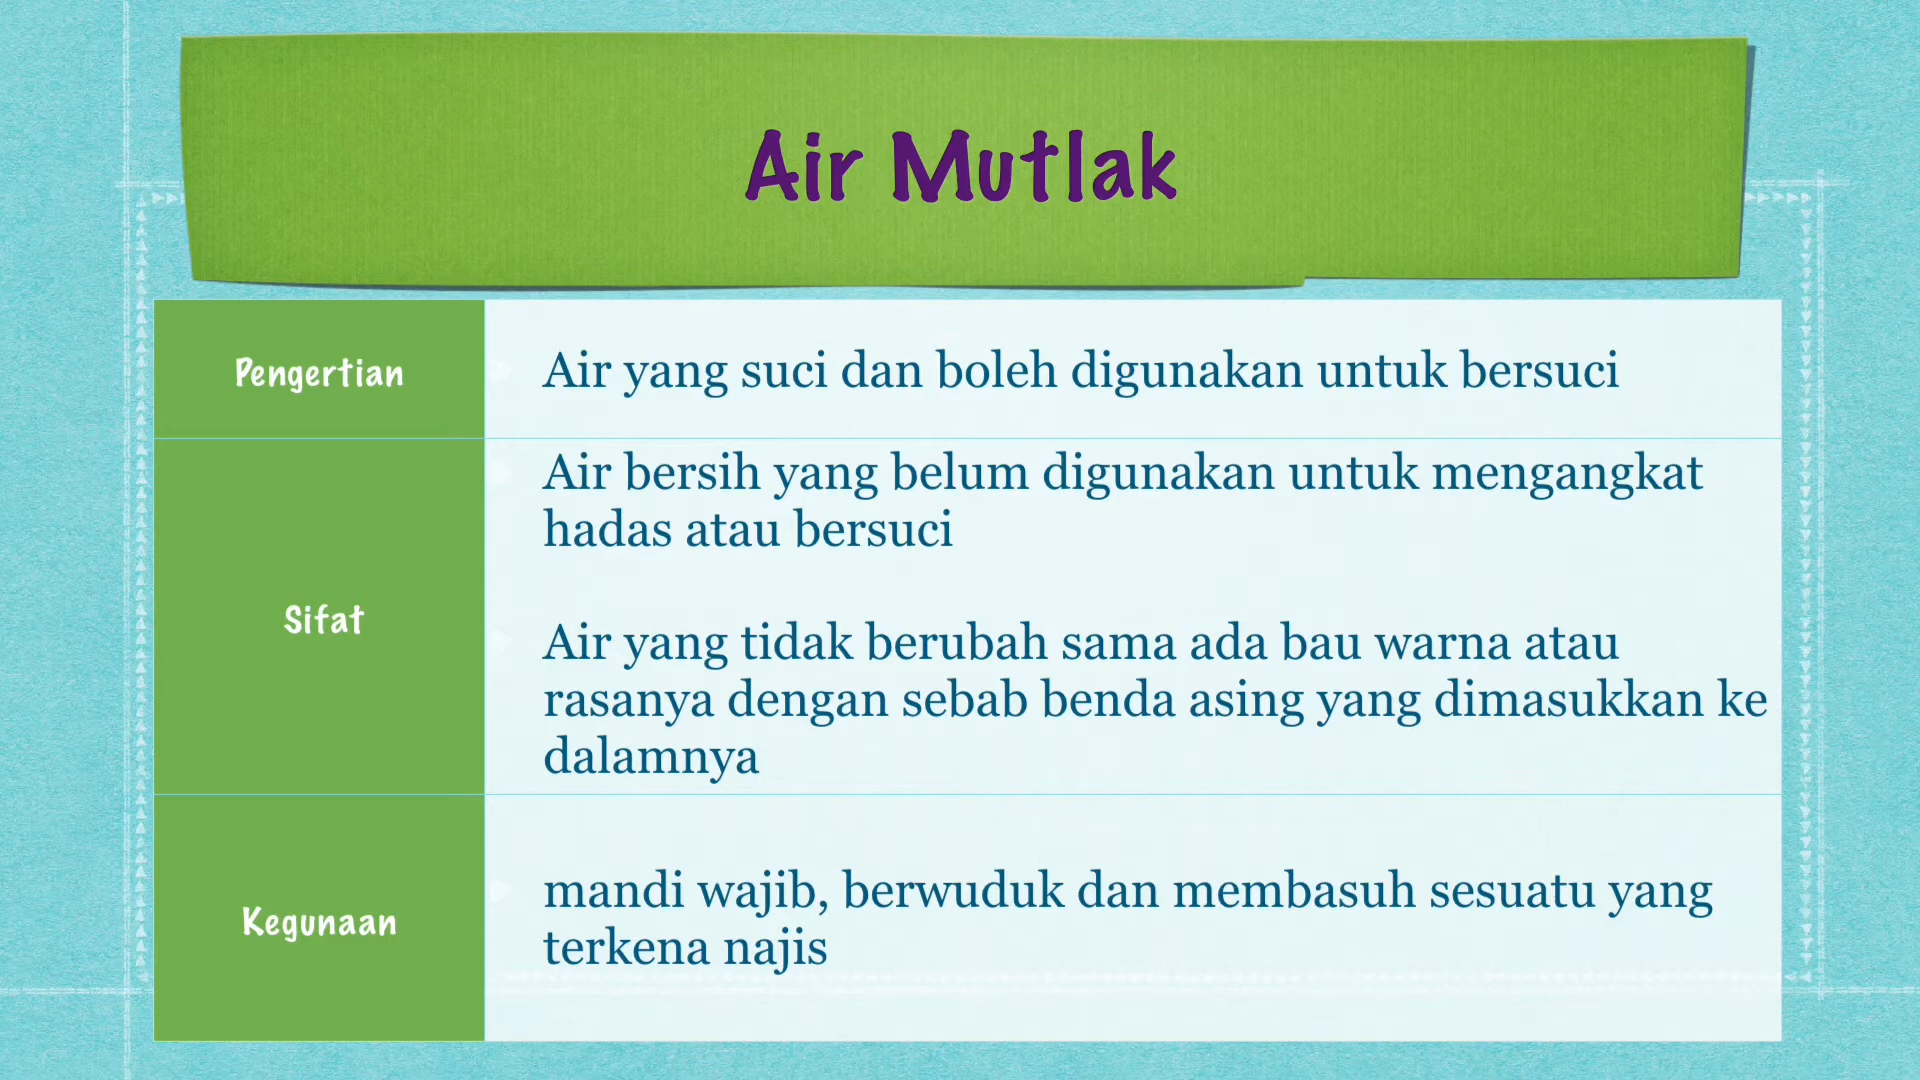 Air Mutlak
Pengertian
Air yang suci dan boleh digunakan untuk bersuci
Sifat
Air bersih yang belum digunakan untuk mengangkat
hadas atau bersuci
Air yang tidak berubah sama ada bau warna atau
rasanya dengan sebab benda asing yang dimasukkan ke
dalamnya
Kegunaan
mandi wajib, berwuduk dan membasuh sesuatu yang
terkena najis